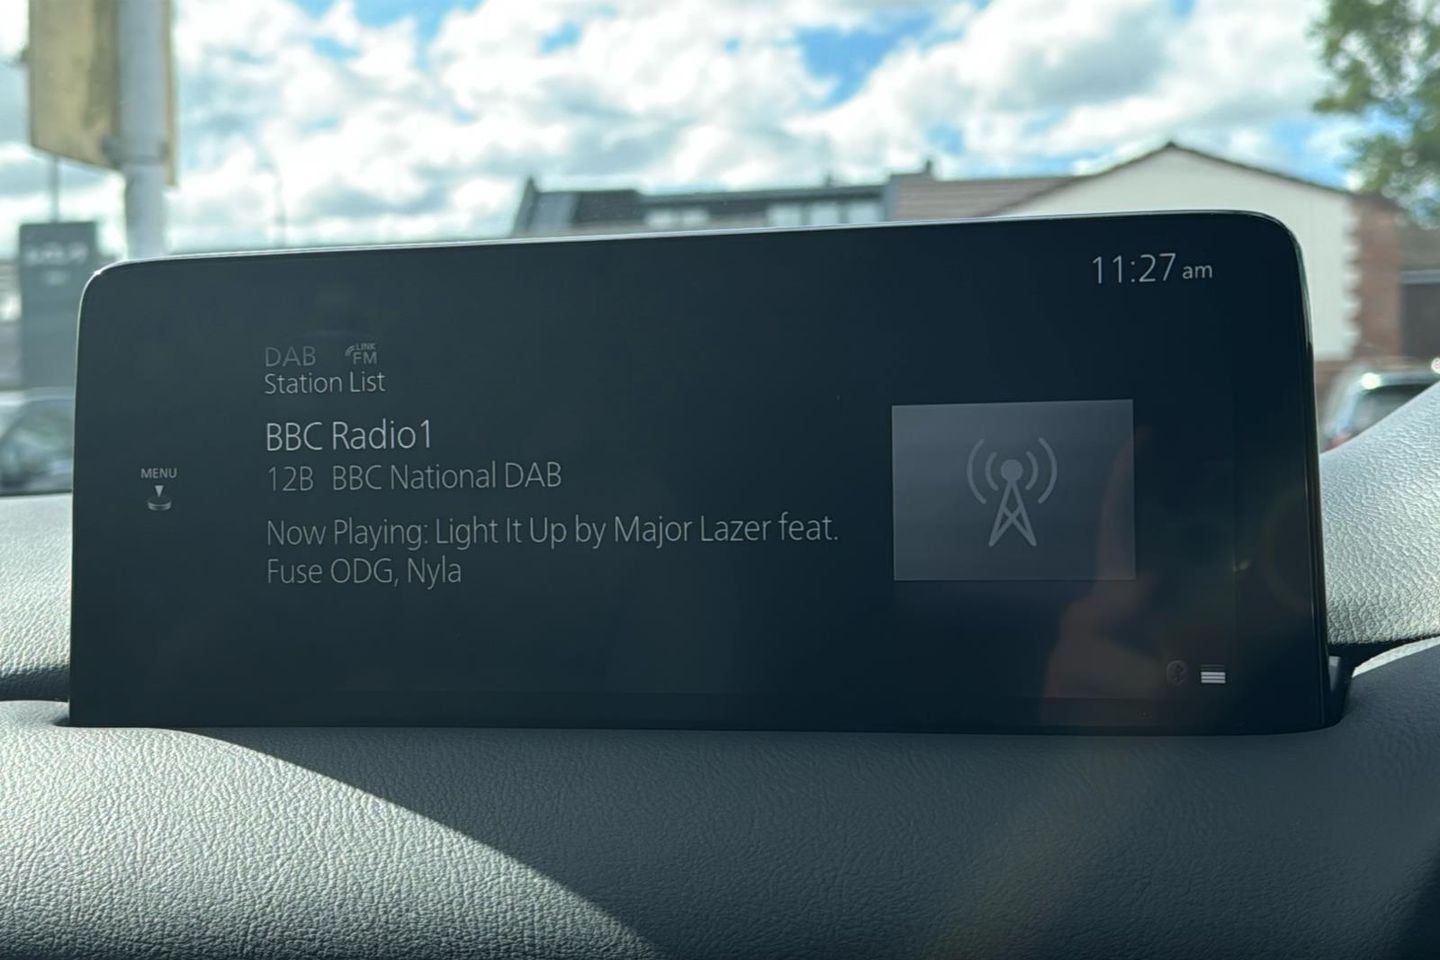 11:27 am
DAB LINK FM
Station List
BBC Radio1
MENU
12B BBC National DAB
Now Playing: Light It Up by Major Lazer feat.
Fuse ODG, Nyla